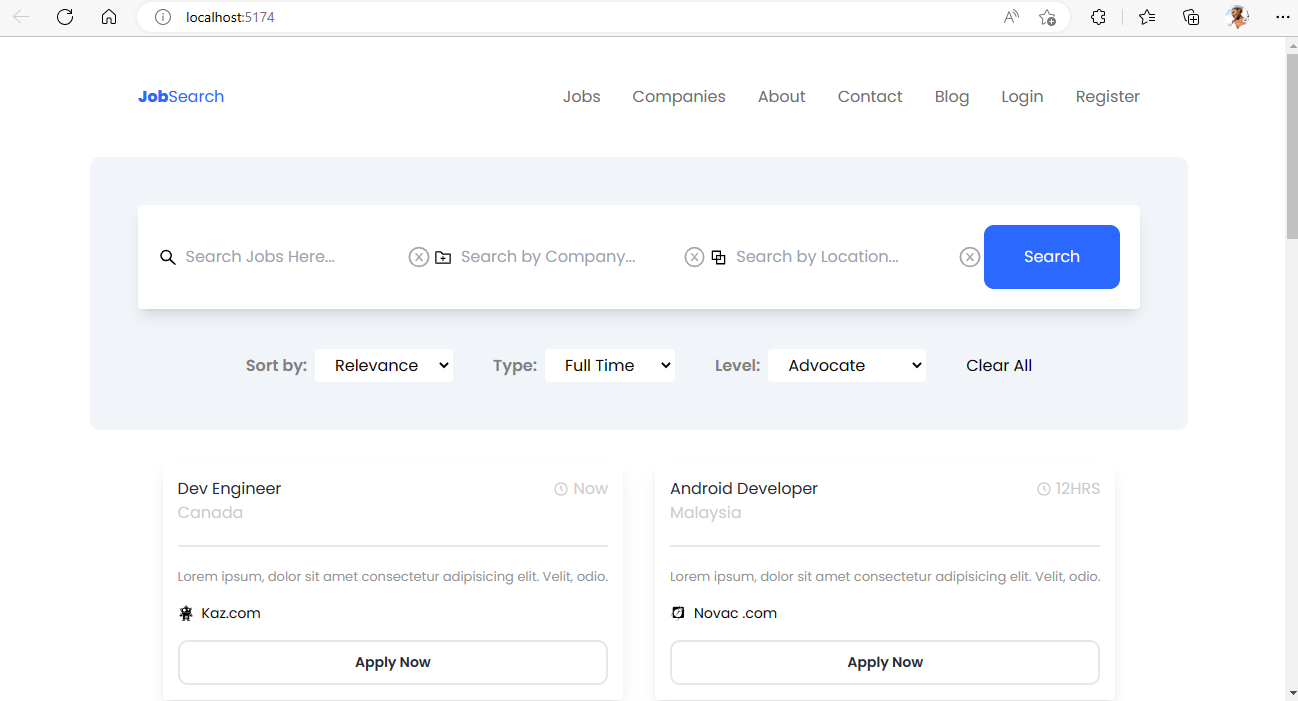 localhost:5174
JobSearch
Jobs Companies About Contact Blog Login Register
Search Jobs Here... Search by Company... Search by Location... Search
Sort by: Relevance Type: Full Time Level: Advocate Clear All
Dev Engineer Now
Canada
Lorem ipsum, dolor sit amet consectetur adipisicing elit. Velit, odio.
Kaz.com
Apply Now
Android Developer 12HRS
Malaysia
Lorem ipsum, dolor sit amet consectetur adipisicing elit. Velit, odio.
Novac .com
Apply Now